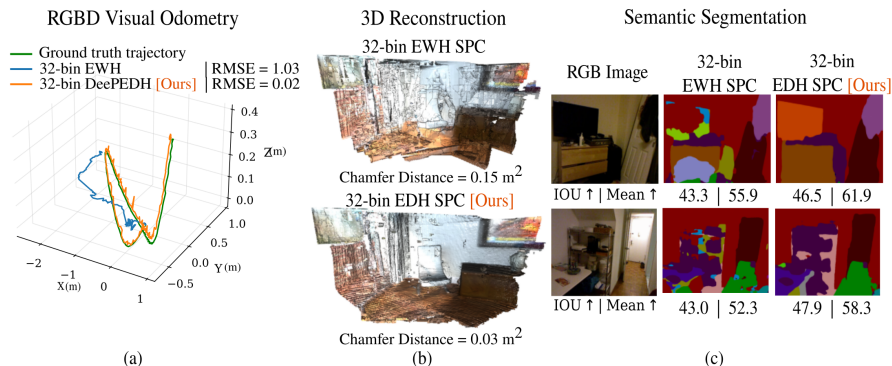 RGBD Visual Odometry
Ground truth trajectory
32-bin EWH | RMSE = 1.03
32-bin DeePEDH [Ours] | RMSE = 0.02
0.4
0.3
0.2
0.1
0.0
Z(m)
1.0
0.5
0.0
−0.5
Y(m)
−2
−1
0
1
X(m)
(a)
3D Reconstruction
32-bin EWH SPC
Chamfer Distance = 0.15 m²
32-bin EDH SPC [Ours]
Chamfer Distance = 0.03 m²
(b)
Semantic Segmentation
RGB Image
32-bin
EWH SPC
32-bin
EDH SPC [Ours]
IOU ↑ | Mean ↑ 43.3 | 55.9 46.5 | 61.9
IOU ↑ | Mean ↑ 43.0 | 52.3 47.9 | 58.3
(c)